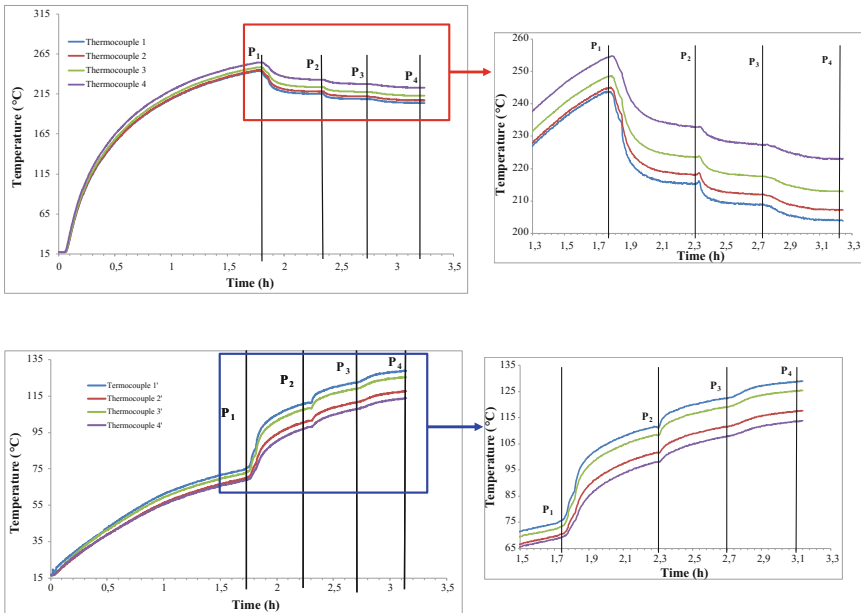 315
265
215
165
115
65
15
Temperature (°C)
Thermocouple 1
Thermocouple 2
Thermocouple 3
Thermocouple 4
P1
P2
P3
P4
0
0,5
1
1,5
2
2,5
3
3,5
Time (h)
260
250
240
230
220
210
200
Temperature (°C)
P1
P2
P3
P4
1,3
1,5
1,7
1,9
2,1
2,3
2,5
2,7
2,9
3,1
3,3
Time (h)
135
115
95
75
55
35
15
Temperature (°C)
Termocouple 1'
Thermocouple 2'
Thermocouple 3'
Thermocouple 4'
P1
P2
P3
P4
0
0,5
1
1,5
2
2,5
3
3,5
Time (h)
135
125
115
105
95
85
75
65
Temperature (°C)
P1
P2
P3
P4
1,5
1,7
1,9
2,1
2,3
2,5
2,7
2,9
3,1
3,3
Time (h)